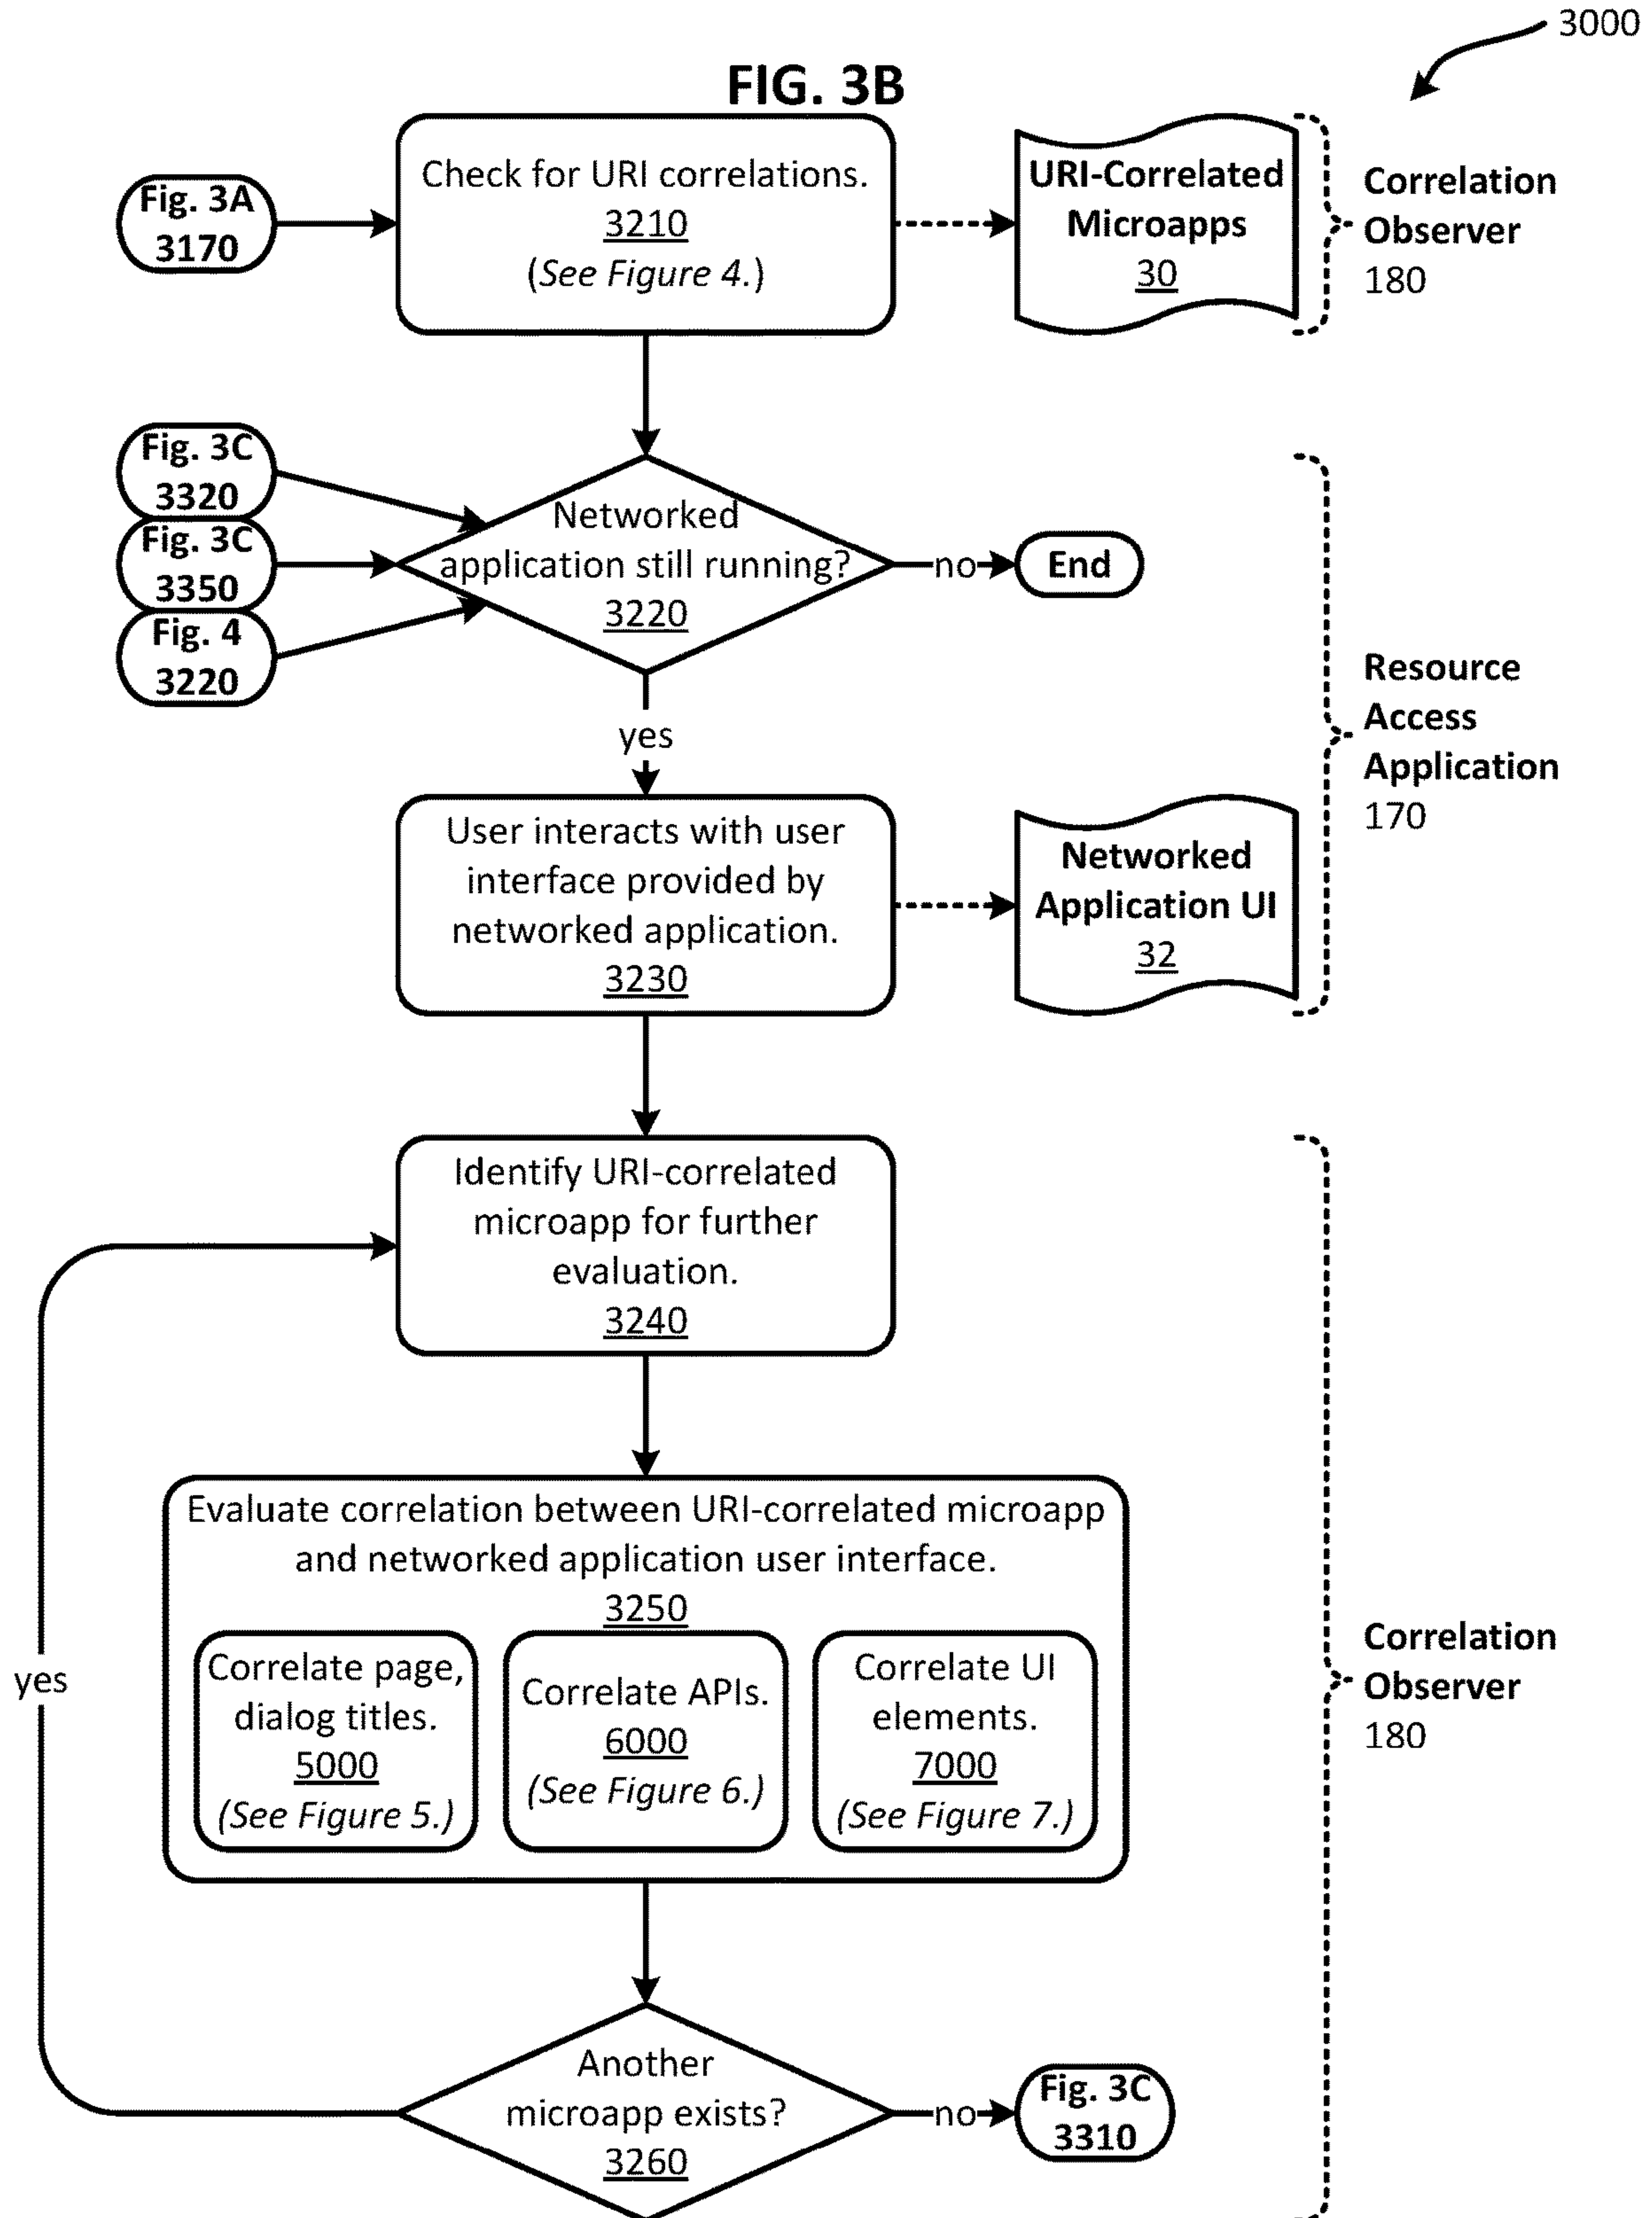 3000
FIG. 3B
Fig. 3A
3170
Check for URI correlations.
3210
(See Figure 4.)
URI-Correlated
Microapps
30
Correlation
Observer
180
Fig. 3C
3320
Fig. 3C
3350
Fig. 4
3220
Networked
application still running?
3220
no
End
yes
Resource
Access
Application
170
User interacts with user
interface provided by
networked application.
3230
Networked
Application UI
32
Identify URI-correlated
microapp for further
evaluation.
3240
Evaluate correlation between URI-correlated microapp
and networked application user interface.
3250
Correlate page,
dialog titles.
5000
(See Figure 5.)
Correlate APIs.
6000
(See Figure 6.)
Correlate UI
elements.
7000
(See Figure 7.)
yes
Correlation
Observer
180
Another
microapp exists?
3260
no
Fig. 3C
3310